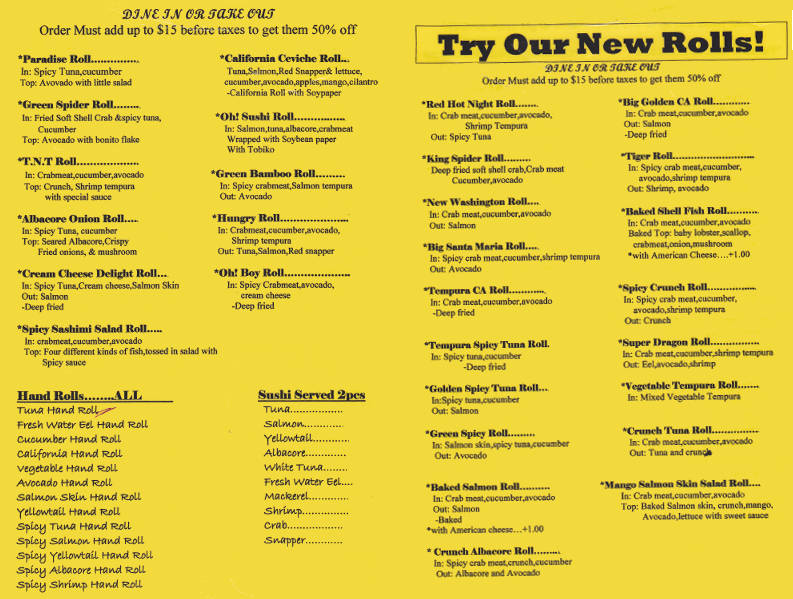 DINE IN OR TAKE OUT
Order Must add up to $15 before taxes to get them 50% off
*Paradise Roll........
In: Spicy Tuna,cucumber
Top: Avovado with little salad
*Green Spider Roll........
In: Fried Soft Shell Crab &spicy tuna,
Cucumber
Top: Avocado with bonito flake
*T.N.T Roll..................
In: Crabmeat,cucumber,avocado
Top: Crunch, Shrimp tempura
with special sauce
*Albacore Onion Roll.....
In: Spicy Tuna, cucumber
Top: Seared Albacore,Crispy
Fried onions, & mushroom
*Cream Cheese Delight Roll...
In: Spicy Tuna,Cream cheese,Salmon Skin
Out: Salmon
-Deep fried
*Spicy Sashimi Salad Roll.....
In: crabmeat,cucumber,avocado
Top: Four different kinds of fish,tossed in salad with
Spicy sauce
*California Ceviche Roll...
Tuna,Salmon,Red Snapper& lettuce,
cucumber,avocado,apples,mango,cilantro
-California Roll with Soypaper
*Oh! Sushi Roll..............
In: Salmon,tuna,albacore,crabmeat
Wrapped with Soybean paper
With Tobiko
*Green Bamboo Roll.........
In: Spicy crabmeat,Salmon tempura
Out: Avocado
*Hungry Roll....................
In: Crabmeat,cucumber,avocado,
Shrimp tempura
Out: Tuna,Salmon,Red snapper
*Oh! Boy Roll....................
In: Spicy Crabmeat,avocado,
cream cheese
-Deep fried
Hand Rolls........ALL
Tuna Hand Roll
Fresh Water Eel Hand Roll
Cucumber Hand Roll
California Hand Roll
Vegetable Hand Roll
Avocado Hand Roll
Salmon Skin Hand Roll
Yellowtail Hand Roll
Spicy Tuna Hand Roll
Spicy Salmon Hand Roll
Spicy Yellowtail Hand Roll
Spicy Albacore Hand Roll
Spicy Shrimp Hand Roll
Sushi Served 2pcs
Tuna..................
Salmon...............
Yellowtail............
Albacore.............
White Tuna........
Fresh Water Eel....
Mackerel............
Shrimp...............
Crab..................
Snapper............
Try Our New Rolls!
DINE IN OR TAKE OUT
Order Must add up to $15 before taxes to get them 50% off
*Red Hot Night Roll.......
In: Crab meat,cucumber,avocado,
Shrimp Tempura
Out: Spicy Tuna
*King Spider Roll.........
Deep fried soft shell crab,Crab meat
Cucumber,avocado
*New Washington Roll....
In: Crab meat,cucumber,avocado
Out: Salmon
*Big Santa Maria Roll....
In: Spicy crab meat,cucumber,shrimp tempura
Out: Avocado
*Tempura CA Roll............
In: Crab meat,cucumber,avocado
-Deep fried
*Tempura Spicy Tuna Roll.
In: Spicy tuna,cucumber
-Deep fried
*Golden Spicy Tuna Roll...
In:Spicy tuna,cucumber
Out: Salmon
*Green Spicy Roll.........
In: Salmon skin,spicy tuna,cucumber
Out: Avocado
*Baked Salmon Roll.........
In: Crab meat,cucumber,avocado
Out: Salmon
-Baked
*with American cheese...+1.00
* Crunch Albacore Roll........
In: Spicy crab meat,crunch,cucumber
Out: Albacore and Avocado
*Big Golden CA Roll............
In: Crab meat,cucumber,avocado
Out: Salmon
-Deep fried
*Tiger Roll........................
In: Spicy crab meat,cucumber,
avocado,shrimp tempura
Out: Shrimp, avocado
*Baked Shell Fish Roll..........
In: Crab meat,cucumber,avocado
Baked Top: baby lobster,scallop,
crabmeat,onion,mushroom
*with American Cheese....+1.00
*Spicy Crunch Roll...............
In: Spicy crab meat,cucumber,
avocado,shrimp tempura
Out: Crunch
*Super Dragon Roll...............
In: Crab meat,cucumber,shrimp tempura
Out: Eel,avocado,shrimp
*Vegetable Tempura Roll.......
In: Mixed Vegetable Tempura
*Crunch Tuna Roll.............
In: Crab meat,cucumber,avocado
Out: Tuna and crunch
*Mango Salmon Skin Salad Roll....
In: Crab meat,cucumber,avocado
Top: Baked Salmon skin, crunch,mango,
Avocado,lettuce with sweet sauce